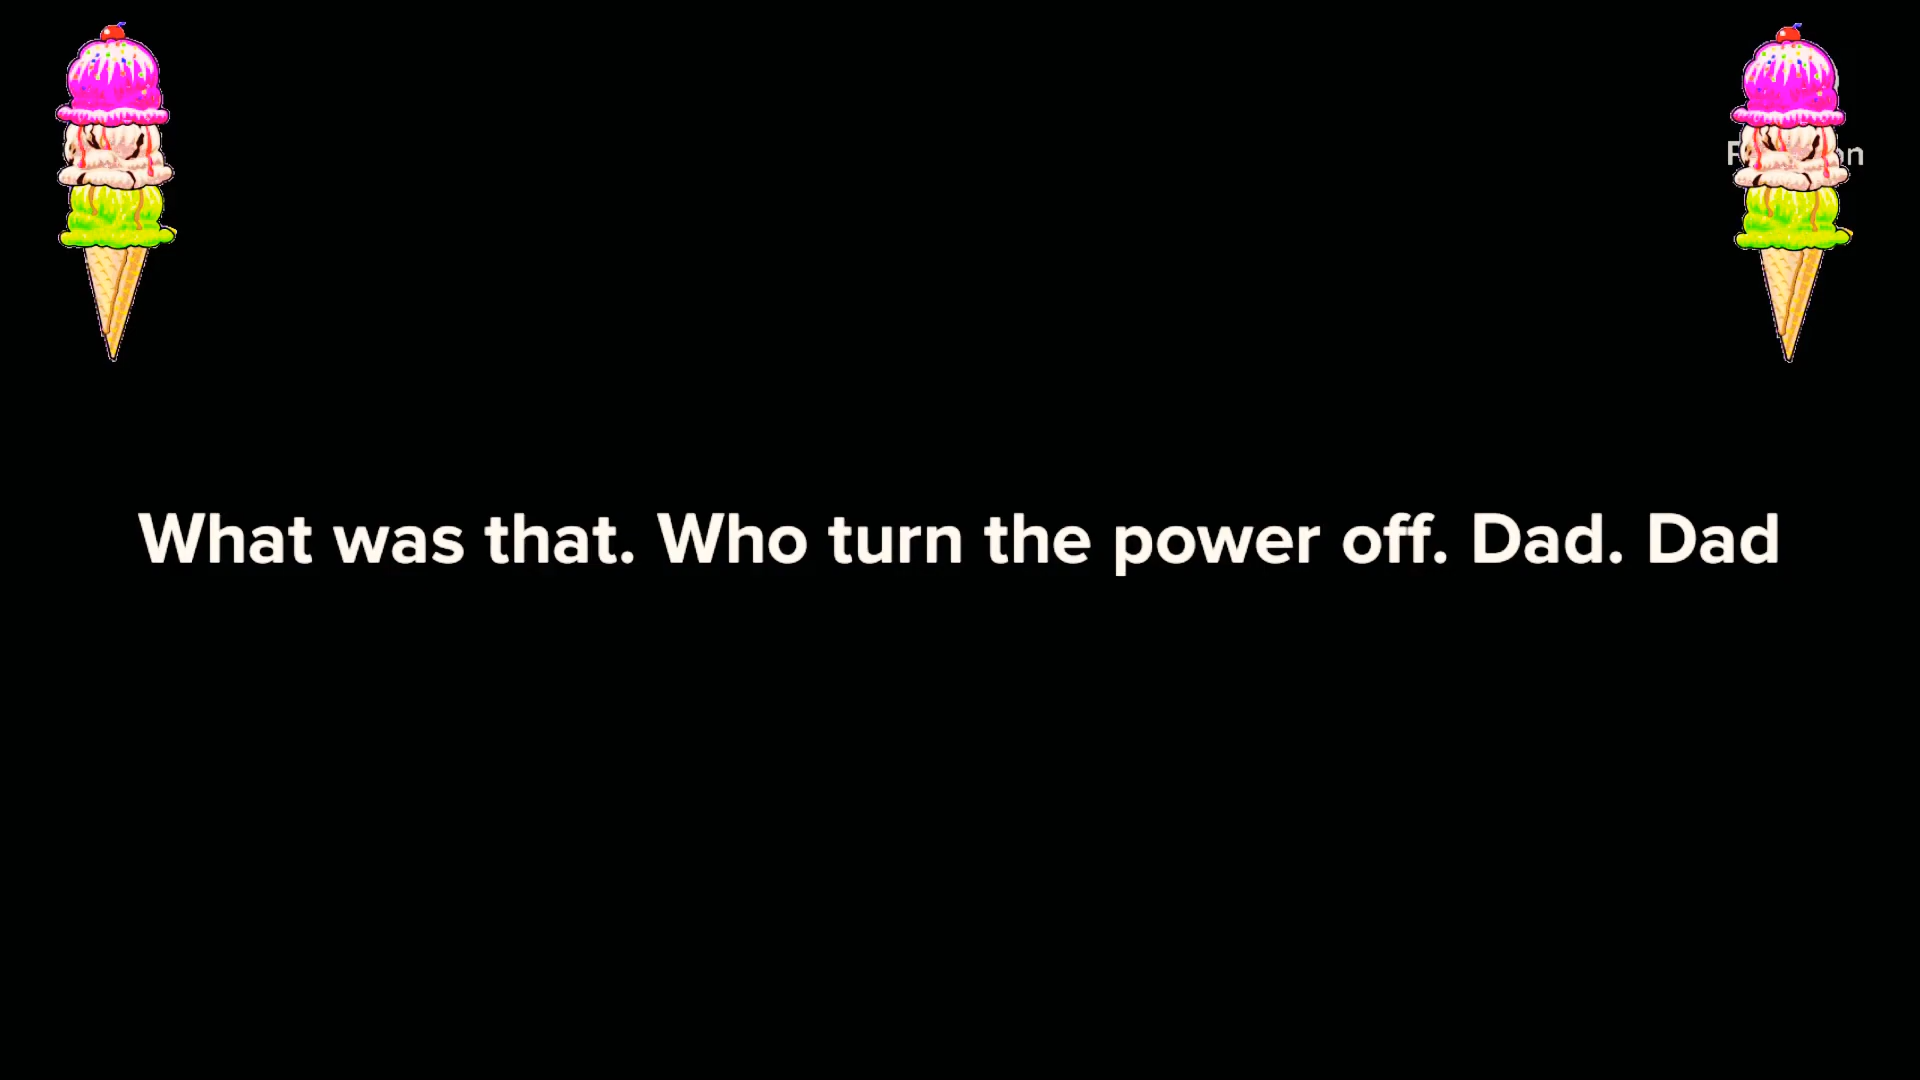 What was that. Who turn the power off. Dad. Dad